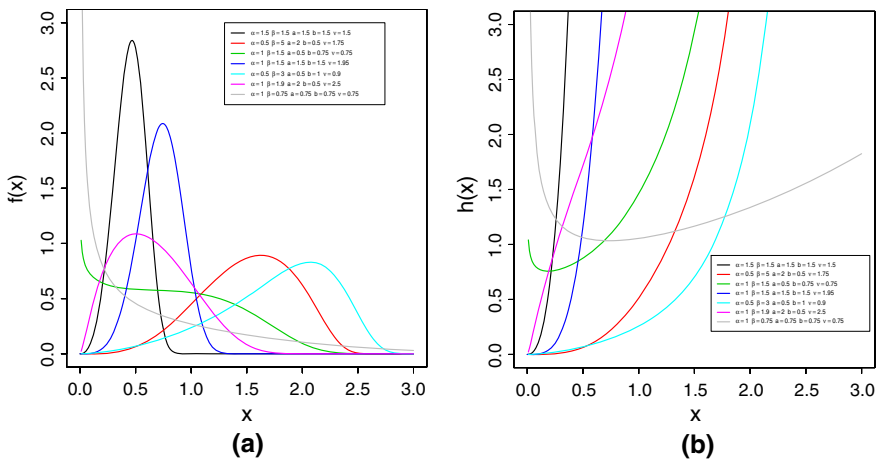 f(x)
3.0
2.5
2.0
1.5
1.0
0.5
0.0
α = 1.5 β = 1.5 a = 1.5 b = 1.5 ν = 1.5
α = 0.5 β = 5 a = 2 b = 0.5 ν = 1.75
α = 1 β = 1.5 a = 0.5 b = 0.75 ν = 0.75
α = 1 β = 1.5 a = 1.5 b = 1.5 ν = 1.95
α = 0.5 β = 3 a = 0.5 b = 1 ν = 0.9
α = 1 β = 1.9 a = 2 b = 0.5 ν = 2.5
α = 1 β = 0.75 a = 0.75 b = 0.75 ν = 0.75
0.0 0.5 1.0 1.5 2.0 2.5 3.0
x
(a)
h(x)
3.0
2.5
2.0
1.5
1.0
0.5
0.0
α = 1.5 β = 1.5 a = 1.5 b = 1.5 ν = 1.5
α = 0.5 β = 5 a = 2 b = 0.5 ν = 1.75
α = 1 β = 1.5 a = 0.5 b = 0.75 ν = 0.75
α = 1 β = 1.5 a = 1.5 b = 1.5 ν = 1.95
α = 0.5 β = 3 a = 0.5 b = 1 ν = 0.9
α = 1 β = 1.9 a = 2 b = 0.5 ν = 2.5
α = 1 β = 0.75 a = 0.75 b = 0.75 ν = 0.75
0.0 0.5 1.0 1.5 2.0 2.5 3.0
x
(b)